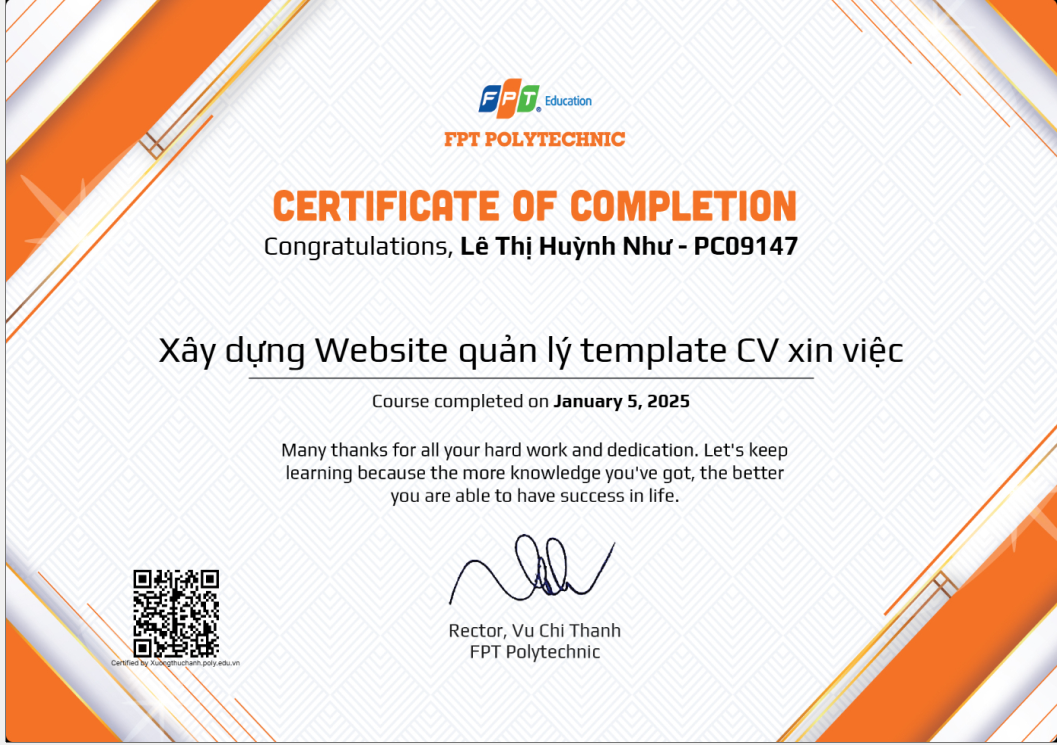 FPT Education
FPT POLYTECHNIC
CERTIFICATE OF COMPLETION
Congratulations, Lê Thị Huỳnh Như - PC09147
Xây dựng Website quản lý template CV xin việc
Course completed on January 5, 2025
Many thanks for all your hard work and dedication. Let's keep
learning because the more knowledge you've got, the better
you are able to have success in life.
Rector, Vu Chi Thanh
FPT Polytechnic
Certified by Xuongthuchanh.poly.edu.vn